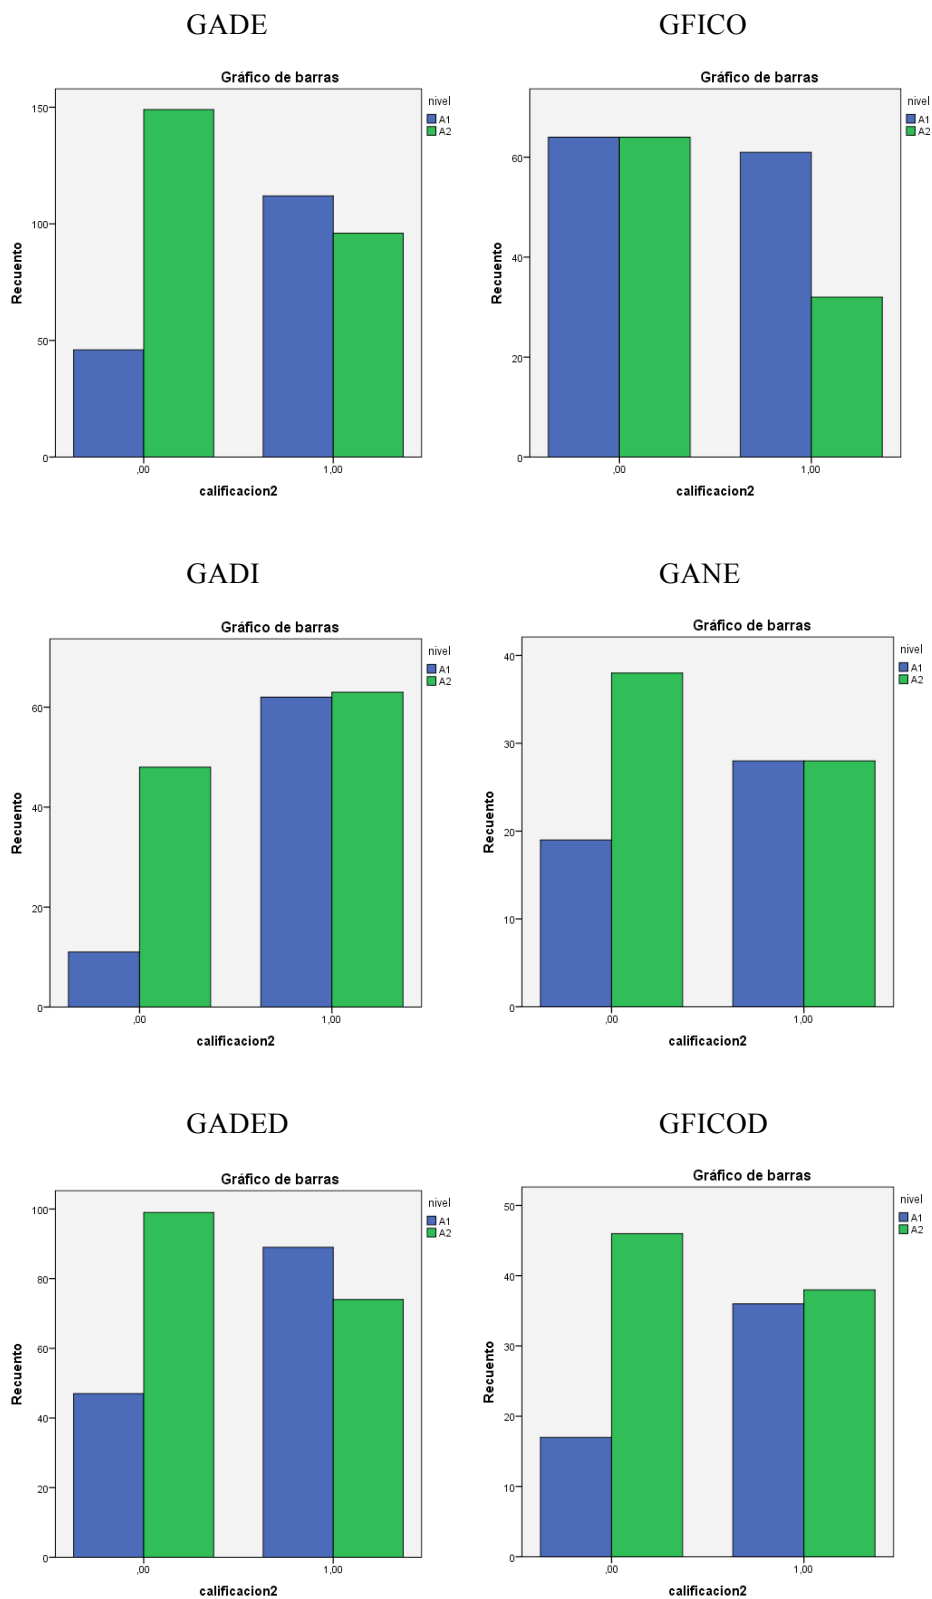 GADE
GFICO
Gráfico de barras
nivel
A1
A2
150
100
50
0
Recuento
,00
1,00
calificacion2
Gráfico de barras
nivel
A1
A2
60
40
20
0
Recuento
,00
1,00
calificacion2
GADI
GANE
Gráfico de barras
nivel
A1
A2
60
40
20
0
Recuento
,00
1,00
calificacion2
Gráfico de barras
nivel
A1
A2
40
30
20
10
0
Recuento
,00
1,00
calificacion2
GADED
GFICOD
Gráfico de barras
nivel
A1
A2
100
80
60
40
20
0
Recuento
,00
1,00
calificacion2
Gráfico de barras
nivel
A1
A2
50
40
30
20
10
0
Recuento
,00
1,00
calificacion2